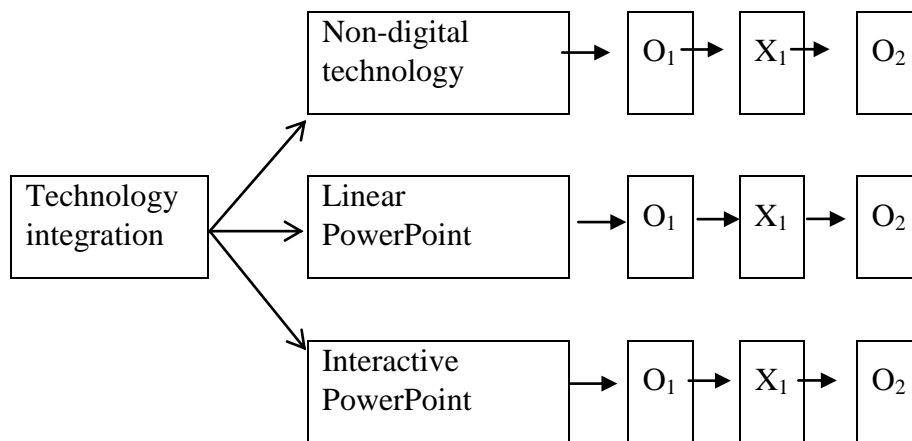 Non-digital
technology
O₁
X₁
O₂
Technology
integration
Linear
PowerPoint
O₁
X₁
O₂
Interactive
PowerPoint
O₁
X₁
O₂